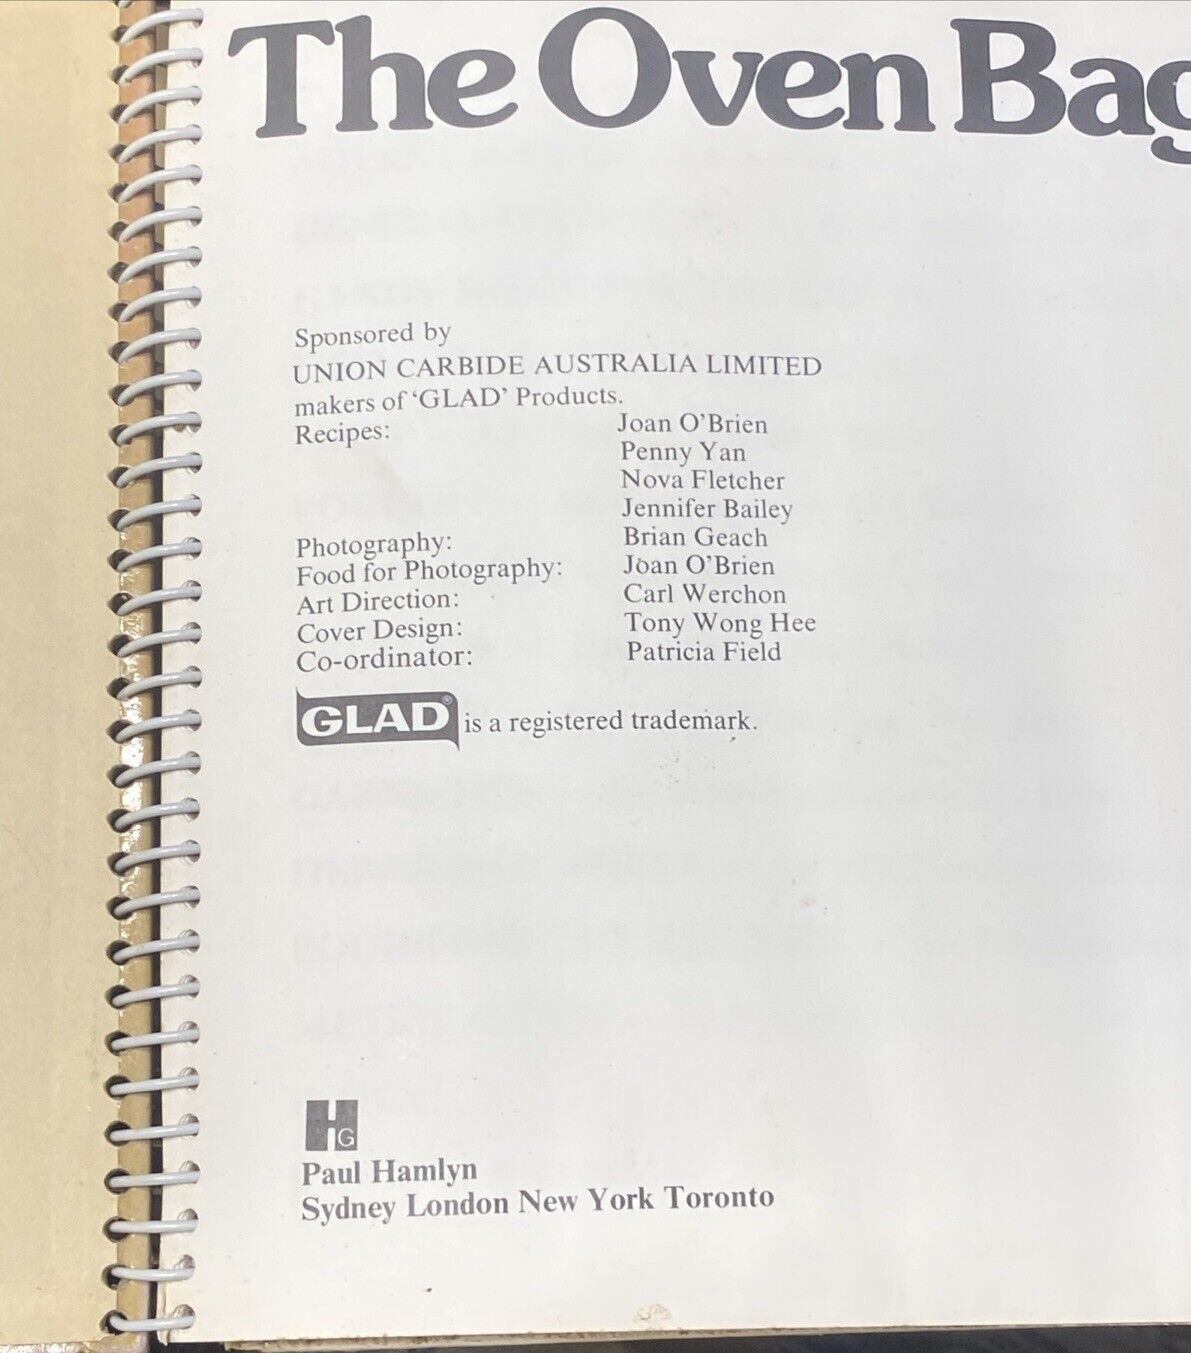 The Oven Bag
Sponsored by
UNION CARBIDE AUSTRALIA LIMITED
makers of ‘GLAD’ Products.
Recipes: Joan O’Brien
Penny Yan
Nova Fletcher
Jennifer Bailey
Photography: Brian Geach
Food for Photography: Joan O’Brien
Art Direction: Carl Werchon
Cover Design: Tony Wong Hee
Co-ordinator: Patricia Field
GLAD® is a registered trademark.
HG
Paul Hamlyn
Sydney London New York Toronto